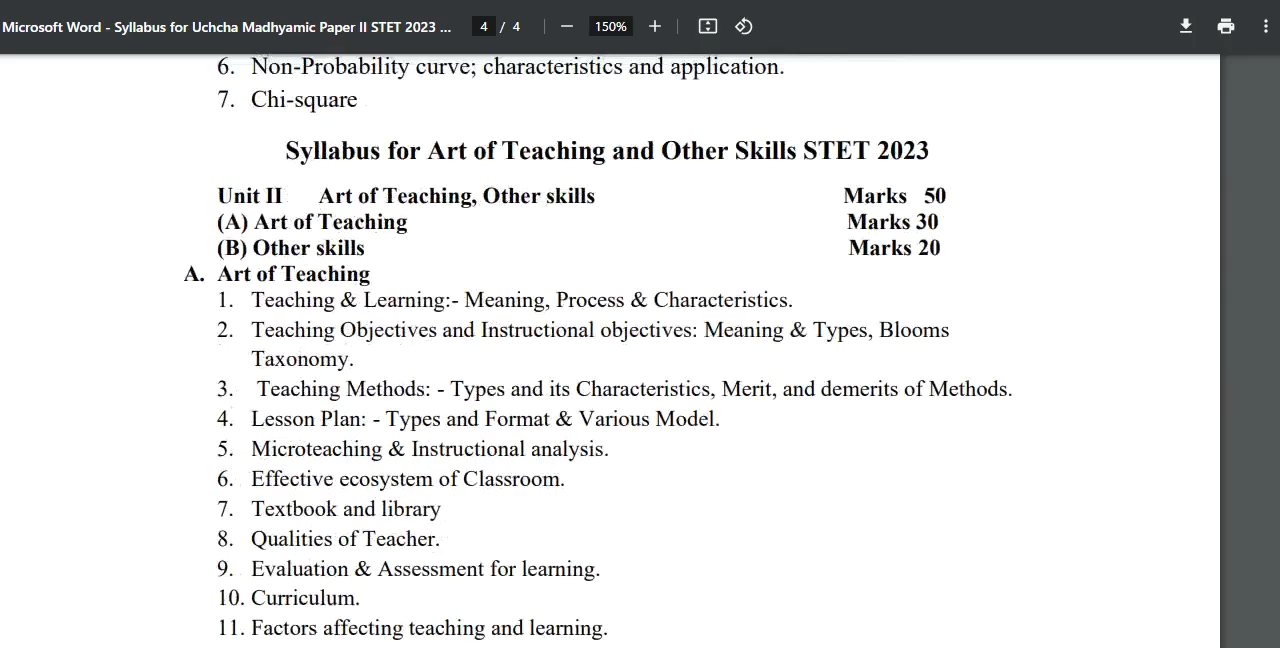 Microsoft Word - Syllabus for Uchcha Madhyamic Paper II STET 2023 ... 4 / 4 150%
6. Non-Probability curve; characteristics and application.
7. Chi-square
Syllabus for Art of Teaching and Other Skills STET 2023
Unit II Art of Teaching, Other skills Marks 50
(A) Art of Teaching Marks 30
(B) Other skills Marks 20
A. Art of Teaching
1. Teaching & Learning:- Meaning, Process & Characteristics.
2. Teaching Objectives and Instructional objectives: Meaning & Types, Blooms
Taxonomy.
3. Teaching Methods: - Types and its Characteristics, Merit, and demerits of Methods.
4. Lesson Plan: - Types and Format & Various Model.
5. Microteaching & Instructional analysis.
6. Effective ecosystem of Classroom.
7. Textbook and library
8. Qualities of Teacher.
9. Evaluation & Assessment for learning.
10. Curriculum.
11. Factors affecting teaching and learning.